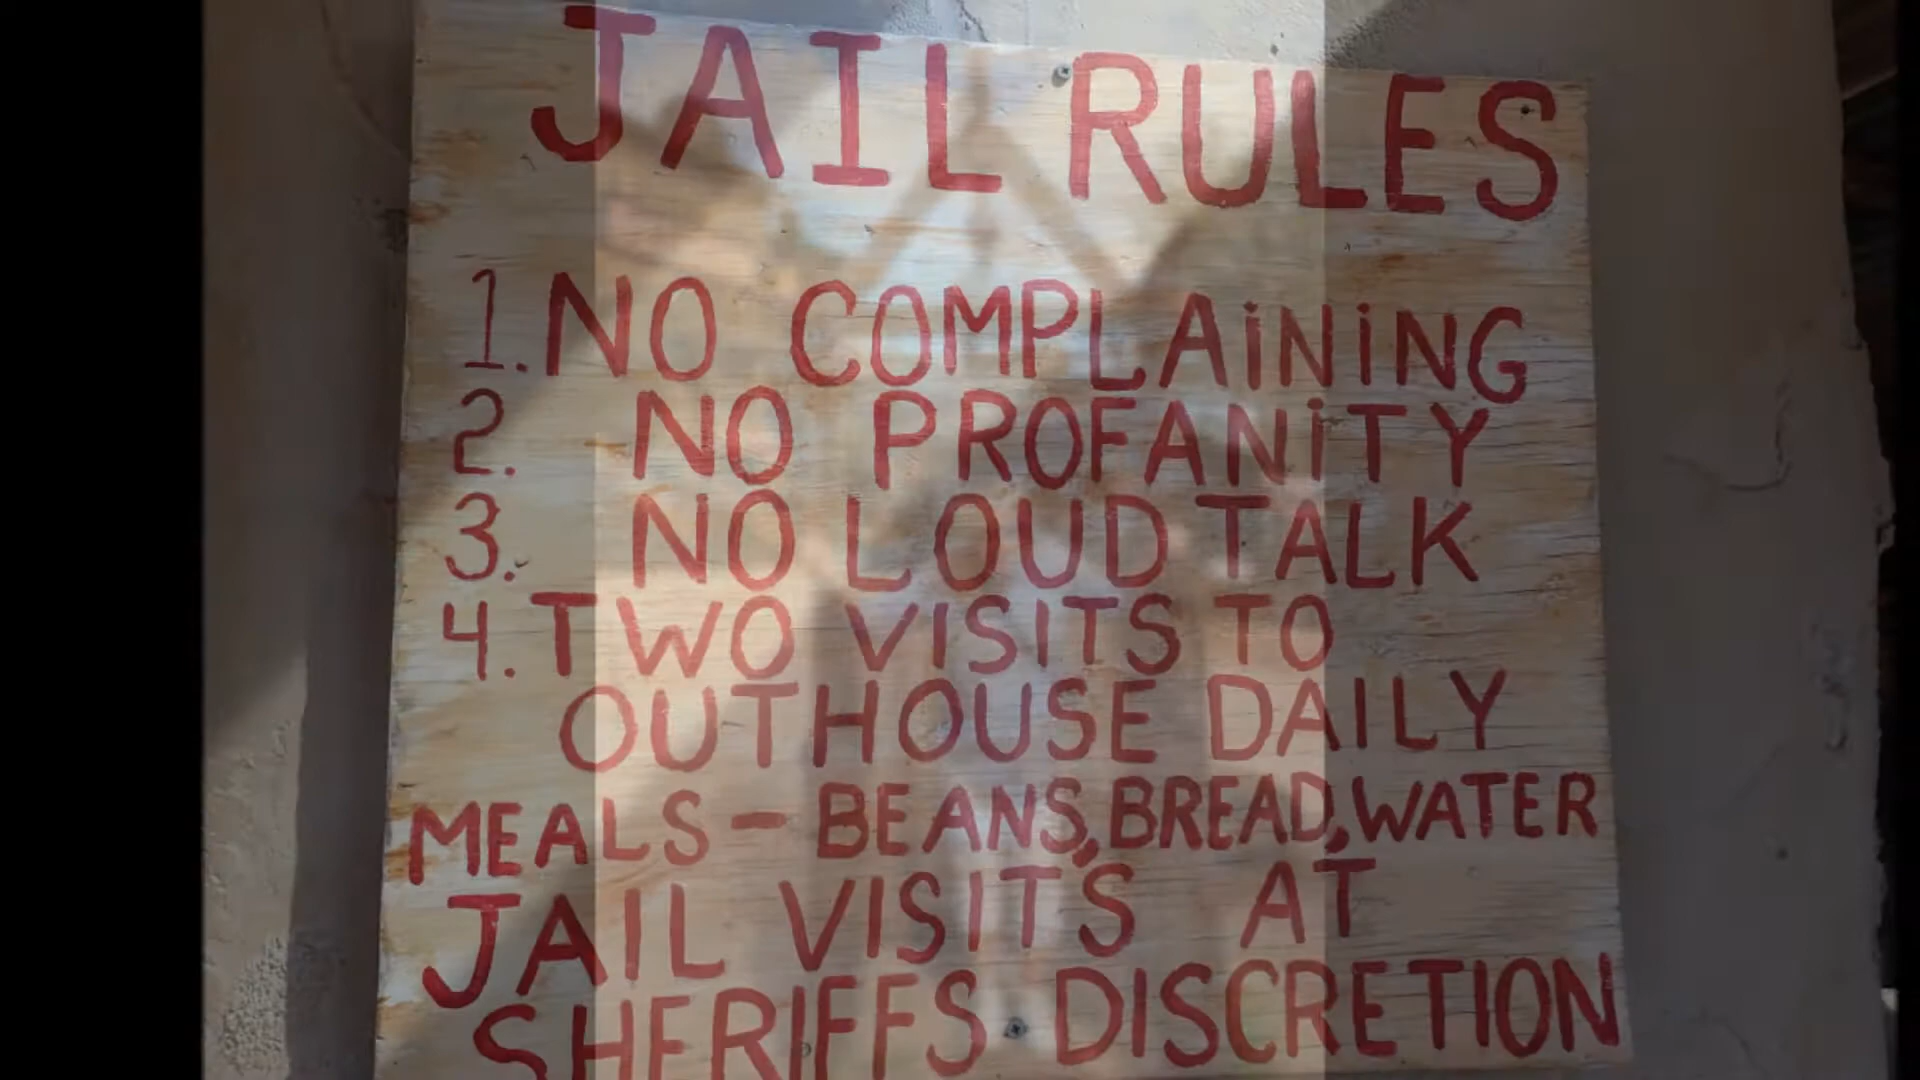 JAIL RULES
1. NO COMPLAiNiNG
2. NO PROFANiTY
3. NO LOUD TALK
4. TWO VISITS TO
OUTHOUSE DAILY
MEALS - BEANS, BREAD, WATER
JAIL VISIT'S AT
SHERIFFS DISCRETION